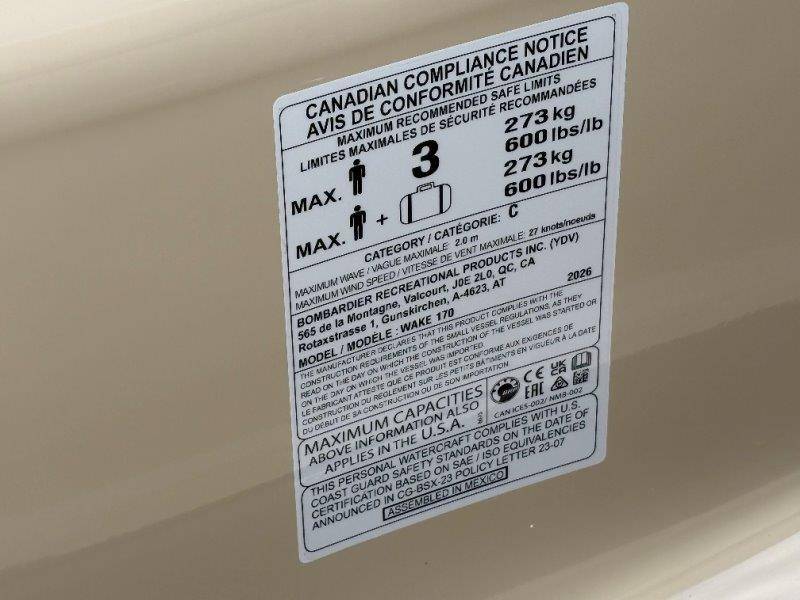 CANADIAN COMPLIANCE NOTICE
AVIS DE CONFORMITÉ CANADIEN
MAXIMUM RECOMMENDED SAFE LIMITS
LIMITES MAXIMALES DE SÉCURITÉ RECOMMANDÉES
MAX. 3 273 kg
600 lbs/lb
MAX. + 273 kg
600 lbs/lb
CATEGORY / CATÉGORIE: C
MAXIMUM WAVE / VAGUE MAXIMALE: 2.0 m
MAXIMUM WIND SPEED / VITESSE DE VENT MAXIMALE: 27 knots/noeuds
BOMBARDIER RECREATIONAL PRODUCTS INC. (YDV)
565 de la Montagne, Valcourt, J0E 2L0, QC, CA
Rotaxstrasse 1, Gunskirchen, A-4623, AT 2026
MODEL / MODÈLE: WAKE 170
THE MANUFACTURER DECLARES THAT THIS PRODUCT COMPLIES WITH THE
CONSTRUCTION REQUIREMENTS OF THE SMALL VESSEL REGULATIONS, AS THEY
READ ON THE DAY ON WHICH THE CONSTRUCTION OF THE VESSEL WAS STARTED OR
ON THE DAY ON WHICH THE VESSEL WAS IMPORTED.
LE FABRICANT ATTESTE QUE CE PRODUIT EST CONFORME AUX EXIGENCES DE
CONSTRUCTION DU RÈGLEMENT SUR LES PETITS BÂTIMENTS EN VIGUEUR À LA DATE
DU DÉBUT DE SA CONSTRUCTION OU DE SON IMPORTATION.
MAXIMUM CAPACITIES
ABOVE INFORMATION ALSO
APPLIES IN THE U.S.A.
CE UK CA
EAC
CAN ICES-002/ NMB-002
THIS PERSONAL WATERCRAFT COMPLIES WITH U.S.
COAST GUARD SAFETY STANDARDS ON THE DATE OF
CERTIFICATION BASED ON SAE / ISO EQUIVALENCIES
ANNOUNCED IN CG-BSX-23 POLICY LETTER 23-07
ASSEMBLED IN MEXICO